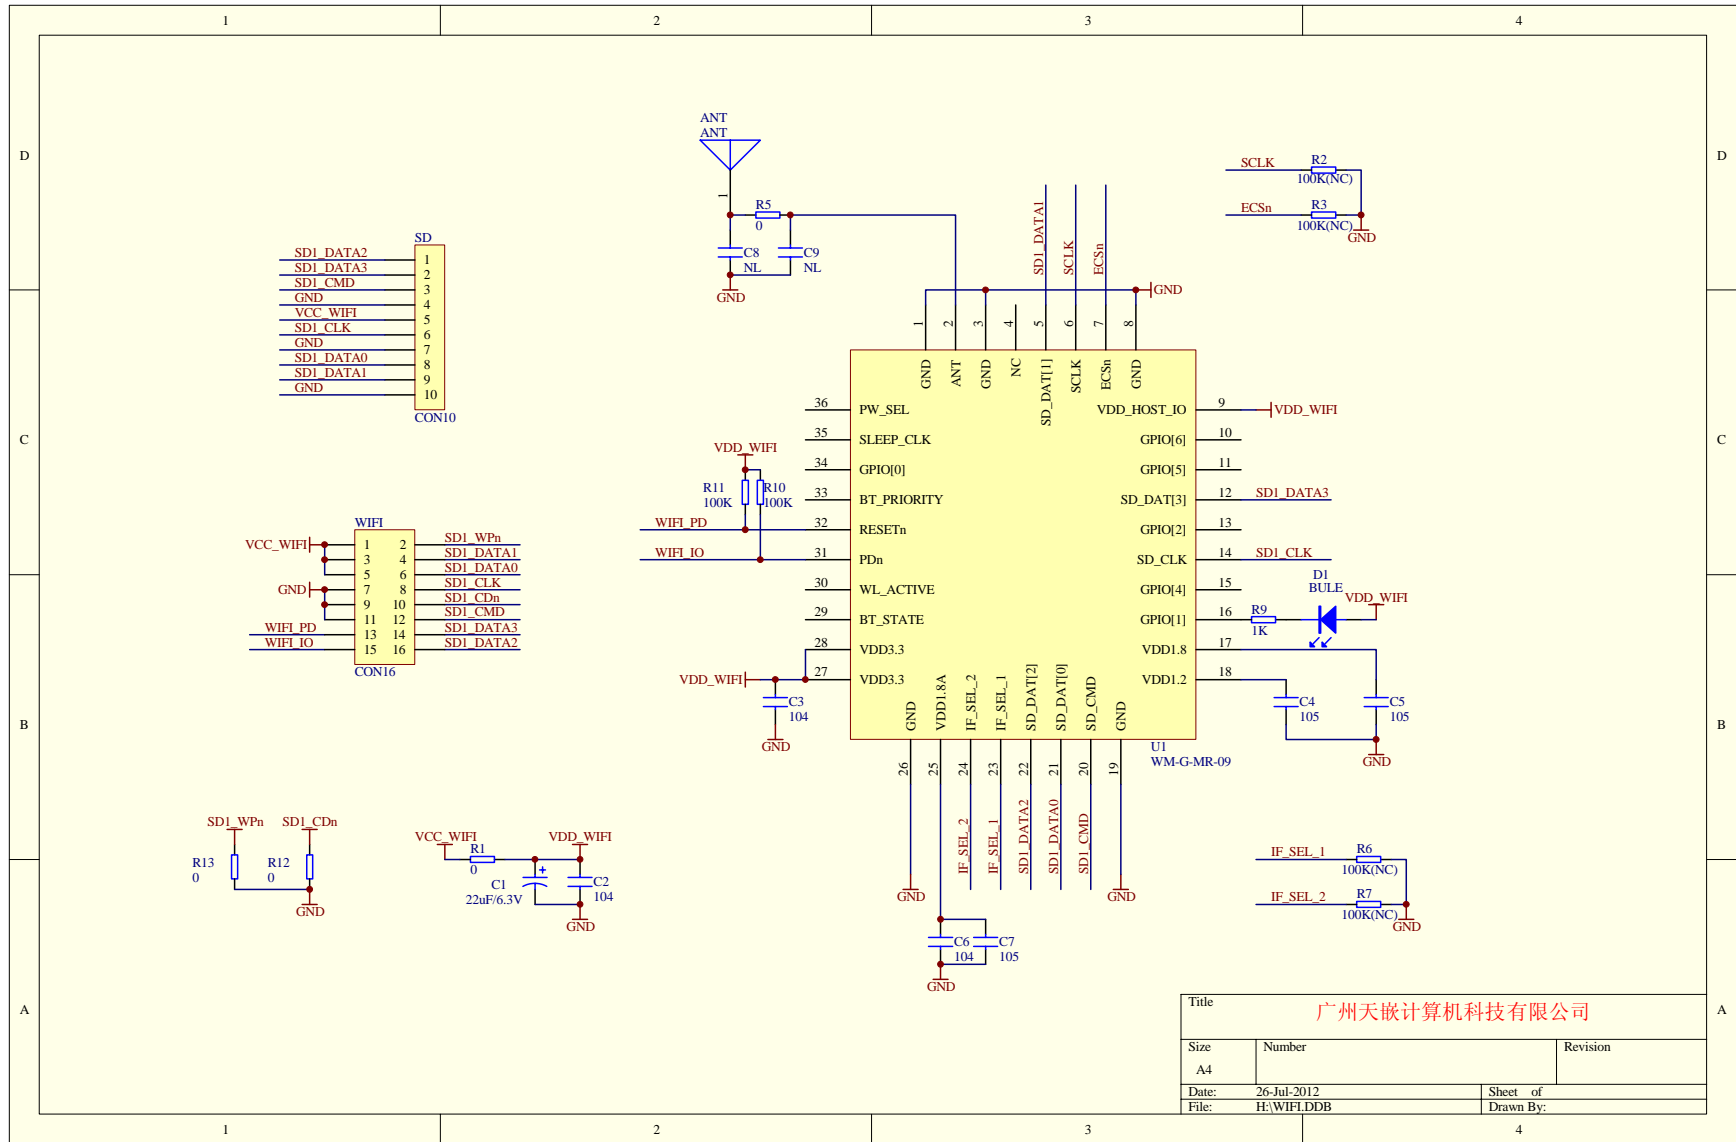 1 2 3 4
D
C
B
A
D
C
B
A
1 2 3 4
ANT
ANT
1
R5
0
C8
NL
C9
NL
GND
SCLK
R2
100K(NC)
ECSn
R3
100K(NC)
GND
SD
SD1_DATA2 1
SD1_DATA3 2
SD1_CMD 3
GND 4
VCC_WIFI 5
SD1_CLK 6
GND 7
SD1_DATA0 8
SD1_DATA1 9
GND 10
CON10
WIFI
VCC_WIFI
1 2 SD1_WPn
3 4 SD1_DATA1
5 6 SD1_DATA0
GND
7 8 SD1_CLK
9 10 SD1_CDn
11 12 SD1_CMD
WIFI_PD 13 14 SD1_DATA3
WIFI_IO 15 16 SD1_DATA2
CON16
SD1_DATA1
SCLK
ECSn
GND
1 2 3 4 5 6 7 8
GND
ANT
GND
NC
SD_DAT[1]
SCLK
ECSn
GND
36 PW_SEL
35 SLEEP_CLK
34 GPIO[0]
33 BT_PRIORITY
32 RESETn
31 PDn
30 WL_ACTIVE
29 BT_STATE
28 VDD3.3
27 VDD3.3
VDD_WIFI
R11
100K
R10
100K
WIFI_PD
WIFI_IO
VDD_WIFI
C3
104
GND
VDD_HOST_IO 9 VDD_WIFI
GPIO[6] 10
GPIO[5] 11
SD_DAT[3] 12 SD1_DATA3
GPIO[2] 13
SD_CLK 14 SD1_CLK
GPIO[4] 15
GPIO[1] 16
VDD1.8 17
VDD1.2 18
R9
1K
D1
BULE
VDD_WIFI
C4
105
C5
105
GND
GND
VDD1.8A
IF_SEL_2
IF_SEL_1
SD_DAT[2]
SD_DAT[0]
SD_CMD
GND
26 25 24 23 22 21 20 19
U1
WM-G-MR-09
IF_SEL_2
IF_SEL_1
SD1_DATA2
SD1_DATA0
SD1_CMD
GND
GND
C6
104
C7
105
GND
SD1_WPn SD1_CDn
R13
0
R12
0
GND
VCC_WIFI VDD_WIFI
R1
0
C1
+
22uF/6.3V
C2
104
GND
IF_SEL_1
R6
100K(NC)
IF_SEL_2
R7
100K(NC)
GND
Title
广州天嵌计算机科技有限公司
Size Number Revision
A4
Date: 26-Jul-2012 Sheet of
File: H:\WIFI.DDB Drawn By: